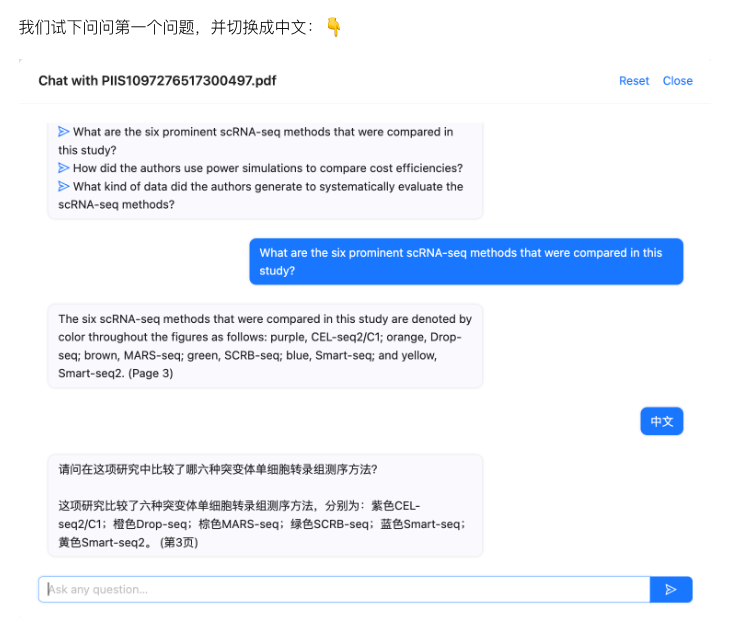 我们试下问问第一个问题，并切换成中文：👇
Chat with PIIS1097276517300497.pdf
Reset Close
What are the six prominent scRNA-seq methods that were compared in
this study?
How did the authors use power simulations to compare cost efficiencies?
What kind of data did the authors generate to systematically evaluate the
scRNA-seq methods?
What are the six prominent scRNA-seq methods that were compared in this
study?
The six scRNA-seq methods that were compared in this study are denoted by
color throughout the figures as follows: purple, CEL-seq2/C1; orange, Drop-
seq; brown, MARS-seq; green, SCRB-seq; blue, Smart-seq; and yellow,
Smart-seq2. (Page 3)
中文
请问在这项研究中比较了哪六种突变体单细胞转录组测序方法?
这项研究比较了六种突变体单细胞转录组测序方法，分别为：紫色CEL-
seq2/C1；橙色Drop-seq；棕色MARS-seq；绿色SCRB-seq；蓝色Smart-seq；
黄色Smart-seq2。 (第3页)
Ask any question...